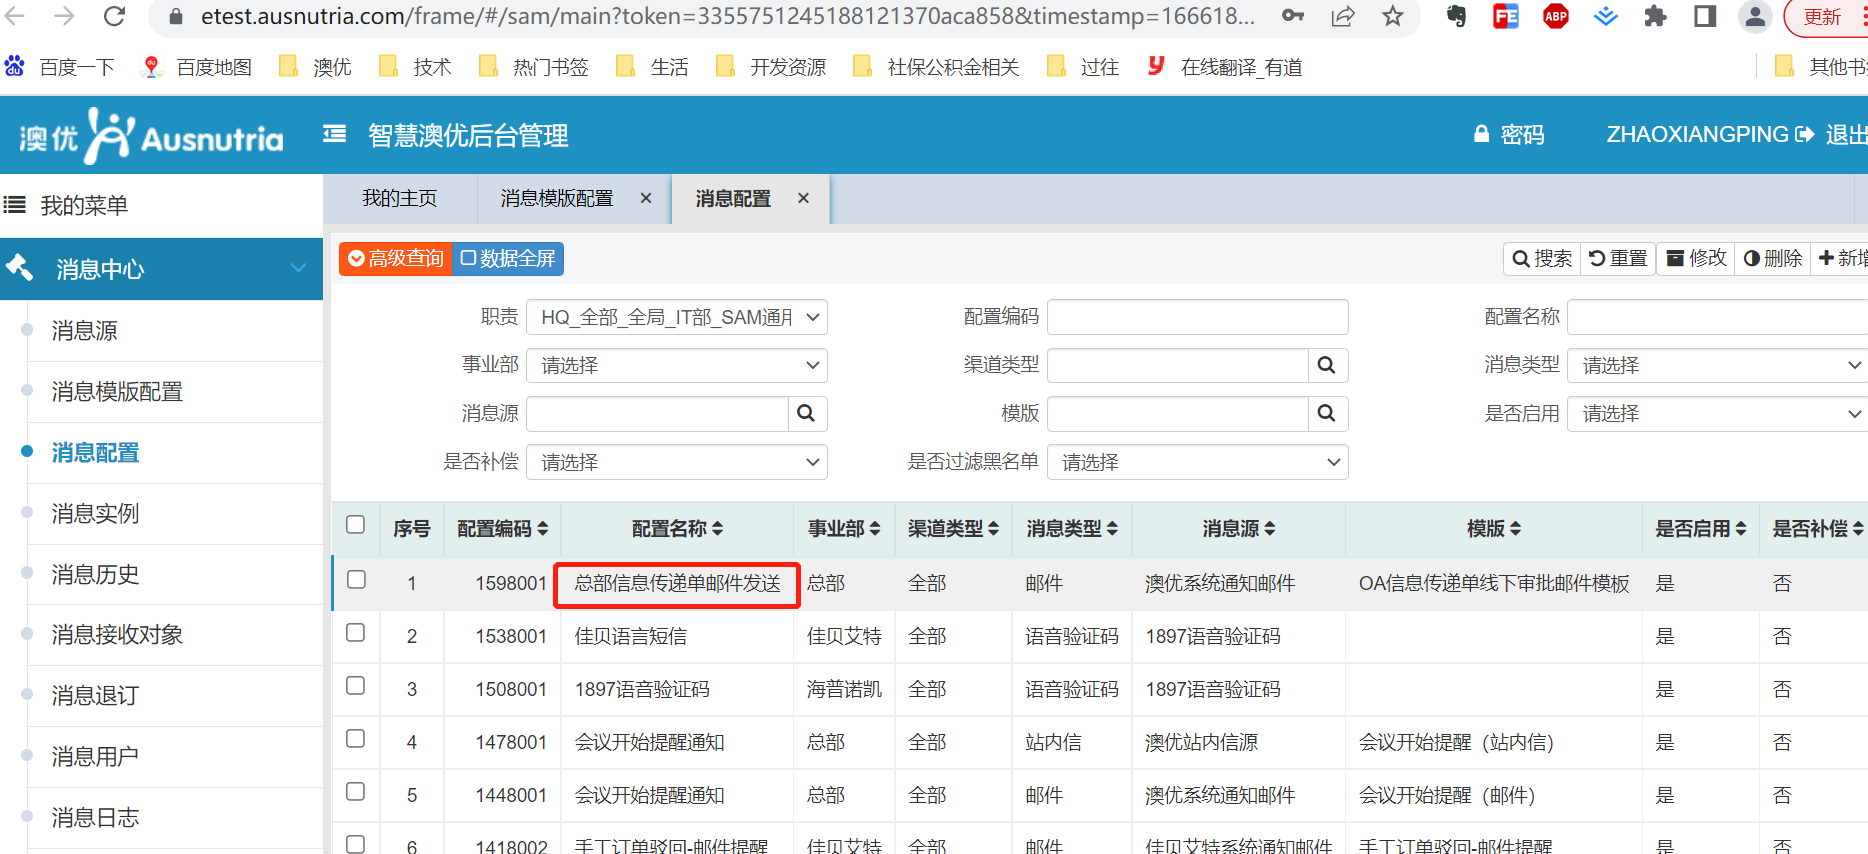 etest.ausnutria.com/frame/#/sam/main?token=3355751245188121370aca858&timestamp=166618...
FE
ABP
更新
百度一下
百度地图
澳优
技术
热门书签
生活
开发资源
社保公积金相关
过往
在线翻译_有道
其他书
澳优 Ausnutria
智慧澳优后台管理
密码
ZHAOXIANGPING
退出
我的菜单
我的主页
消息模版配置
消息配置
消息中心
消息源
消息模版配置
消息配置
消息实例
消息历史
消息接收对象
消息退订
消息用户
消息日志
高级查询 数据全屏
搜索 重置 修改 删除 新增
职责 HQ_全部_全局_IT部_SAM通用 配置编码 配置名称
事业部 请选择 渠道类型 消息类型 请选择
消息源 模版 是否启用 请选择
是否补偿 请选择 是否过滤黑名单 请选择
序号 配置编码 配置名称 事业部 渠道类型 消息类型 消息源 模版 是否启用 是否补偿
1 1598001 总部信息传递单邮件发送 总部 全部 邮件 澳优系统通知邮件 OA信息传递单线下审批邮件模板 是 否
2 1538001 佳贝语言短信 佳贝艾特 全部 语音验证码 1897语音验证码 是 否
3 1508001 1897语音验证码 海普诺凯 全部 语音验证码 1897语音验证码 是 否
4 1478001 会议开始提醒通知 总部 全部 站内信 澳优站内信源 会议开始提醒（站内信） 是 否
5 1448001 会议开始提醒通知 总部 全部 邮件 澳优系统通知邮件 会议开始提醒（邮件） 是 否
6 1418002 手工订单驳回-邮件提醒 佳贝艾特 全部 邮件 佳贝艾特系统通知邮件 手工订单驳回-邮件提醒 是 否